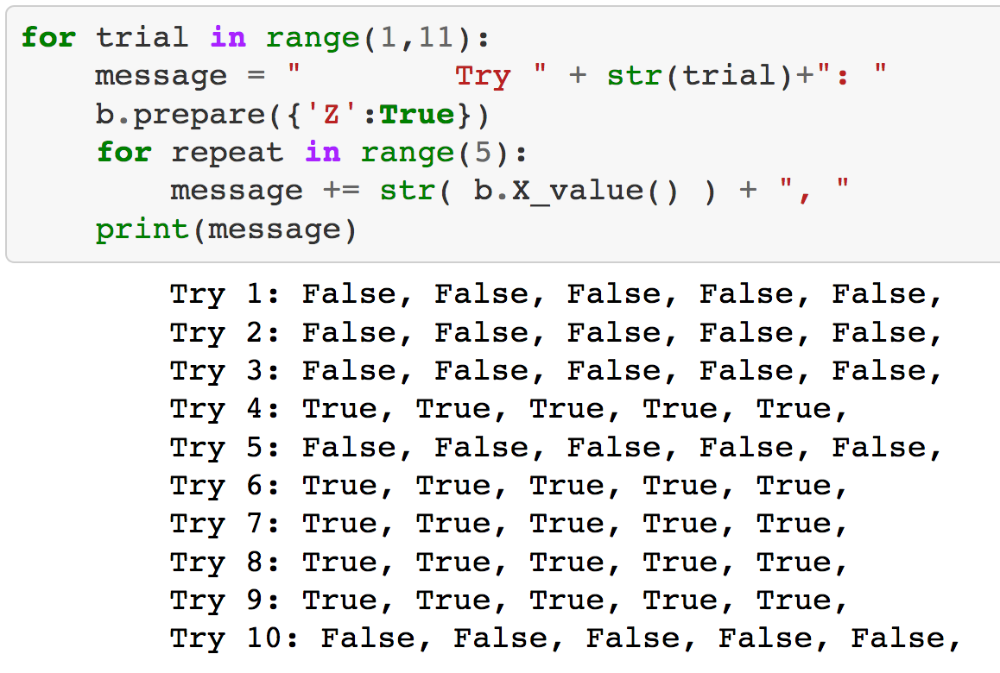 for trial in range(1,11):
    message = "        Try " + str(trial)+": "
    b.prepare({'Z':True})
    for repeat in range(5):
        message += str( b.X_value() ) + ", "
    print(message)
        Try 1: False, False, False, False, False,
        Try 2: False, False, False, False, False,
        Try 3: False, False, False, False, False,
        Try 4: True, True, True, True, True,
        Try 5: False, False, False, False, False,
        Try 6: True, True, True, True, True,
        Try 7: True, True, True, True, True,
        Try 8: True, True, True, True, True,
        Try 9: True, True, True, True, True,
        Try 10: False, False, False, False, False,